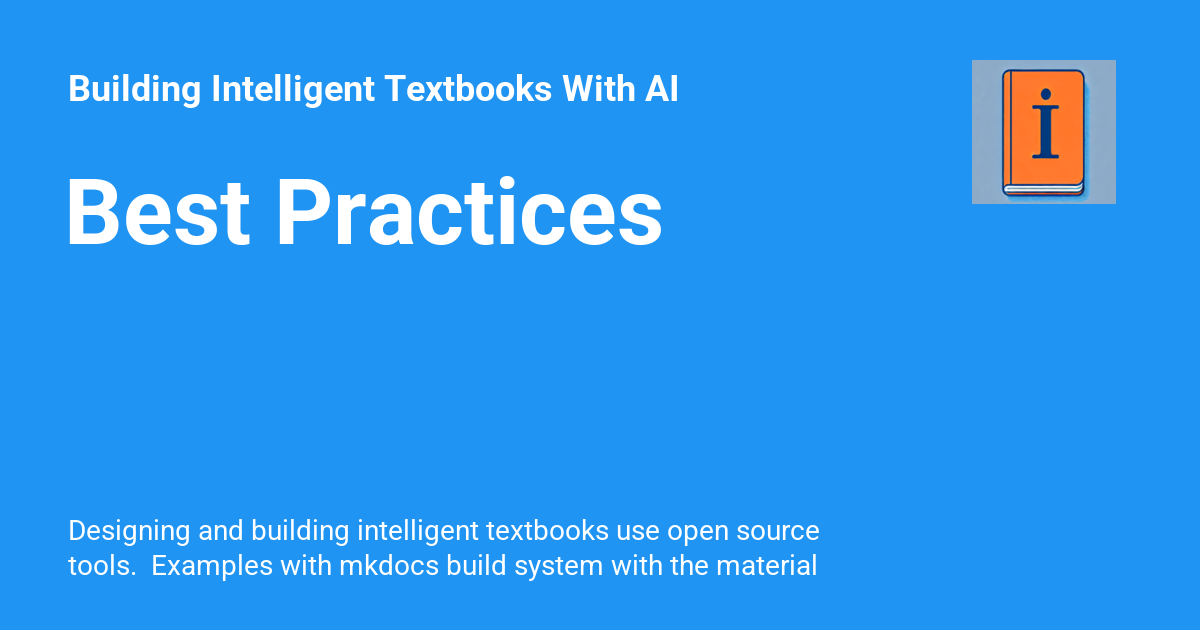 Building Intelligent Textbooks With AI
i
Best Practices
Designing and building intelligent textbooks use open source
tools.  Examples with mkdocs build system with the material